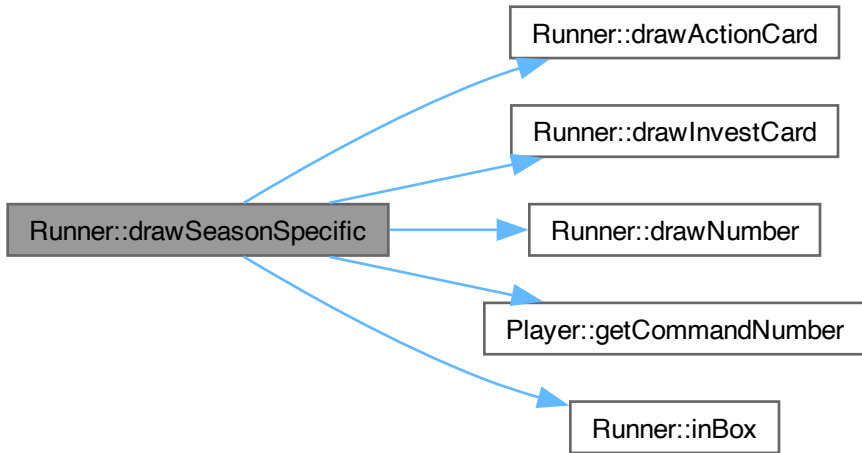 Runner::drawActionCard
Runner::drawInvestCard
Runner::drawSeasonSpecific
Runner::drawNumber
Player::getCommandNumber
Runner::inBox